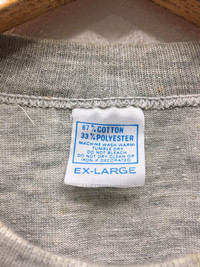 67% COTTON
33% POLYESTER
MACHINE WASH WARM
TUMBLE DRY
DO NOT BLEACH
DO NOT DRY CLEAN OR
IRON IF DECORATED
EX-LARGE